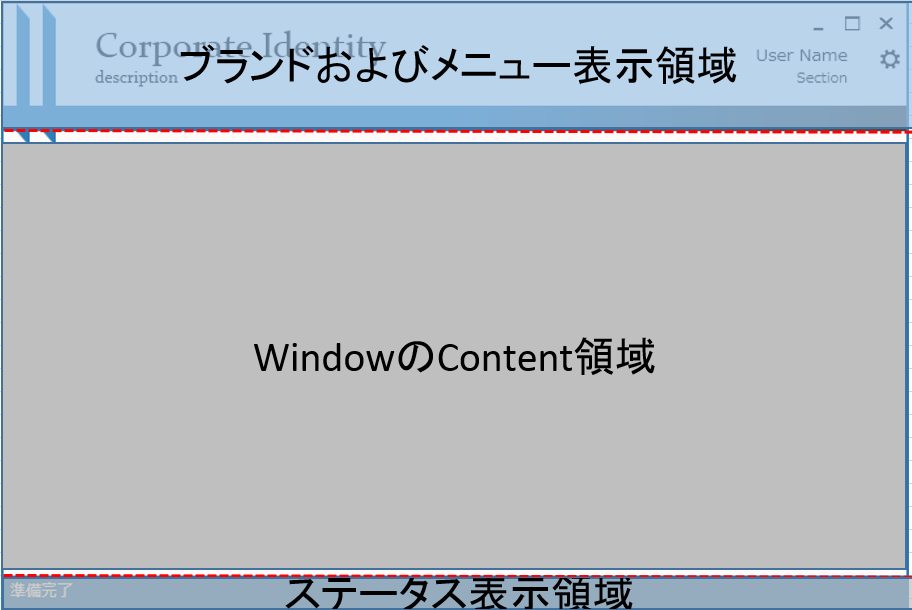 Corporate Identity
description
ブランドおよびメニュー表示領域
User Name
Section
WindowのContent領域
準備完了
ステータス表示領域